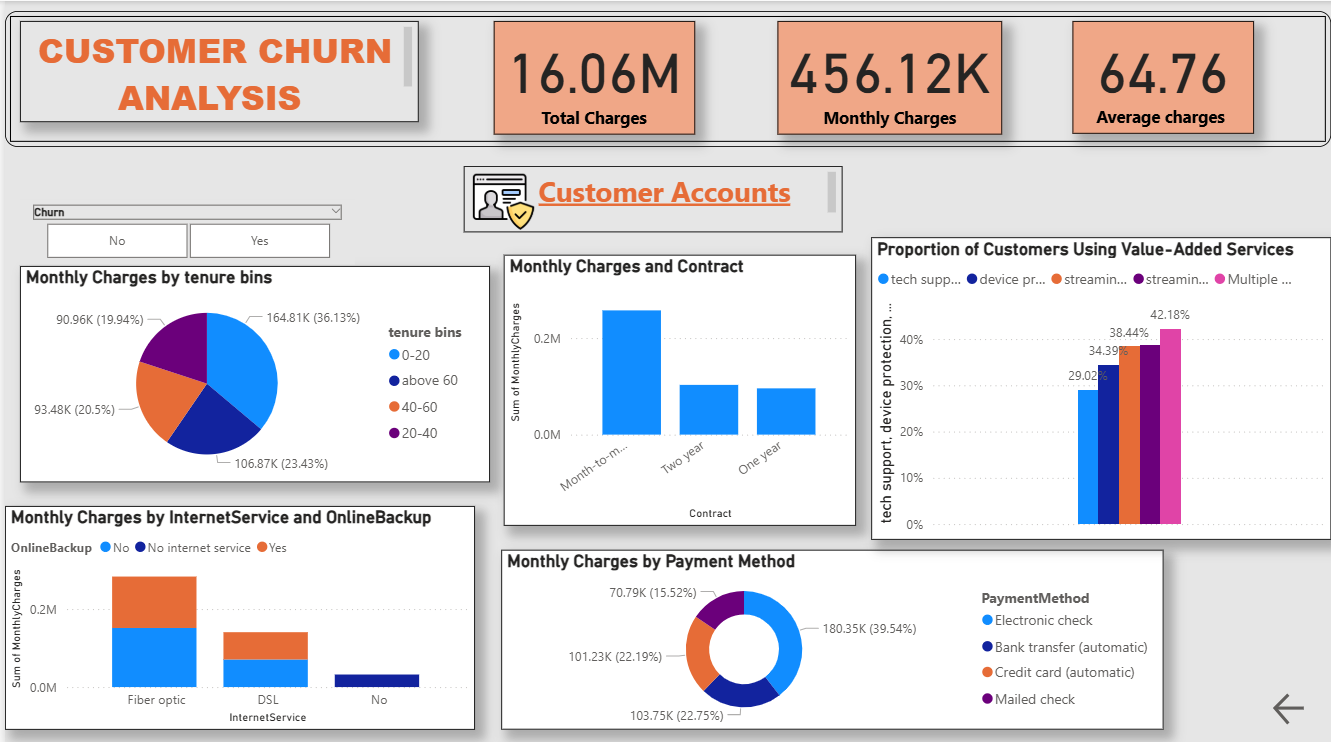 CUSTOMER CHURN
ANALYSIS
16.06M
Total Charges
456.12K
Monthly Charges
64.76
Average charges
Customer Accounts
Churn
No
Yes
Monthly Charges by tenure bins
90.96K (19.94%)
164.81K (36.13%)
93.48K (20.5%)
106.87K (23.43%)
tenure bins
0-20
above 60
40-60
20-40
Monthly Charges and Contract
Sum of MonthlyCharges
0.2M
0.0M
Month-to-m...
Two year
One year
Contract
Proportion of Customers Using Value-Added Services
tech supp... device pr... streamin... streamin... Multiple ...
tech support, device protection, ...
40%
30%
20%
10%
0%
29.02%
34.39%
38.44%
42.18%
Monthly Charges by InternetService and OnlineBackup
OnlineBackup No No internet service Yes
Sum of MonthlyCharges
0.2M
0.0M
Fiber optic DSL No
InternetService
Monthly Charges by Payment Method
70.79K (15.52%)
180.35K (39.54%)
101.23K (22.19%)
103.75K (22.75%)
PaymentMethod
Electronic check
Bank transfer (automatic)
Credit card (automatic)
Mailed check